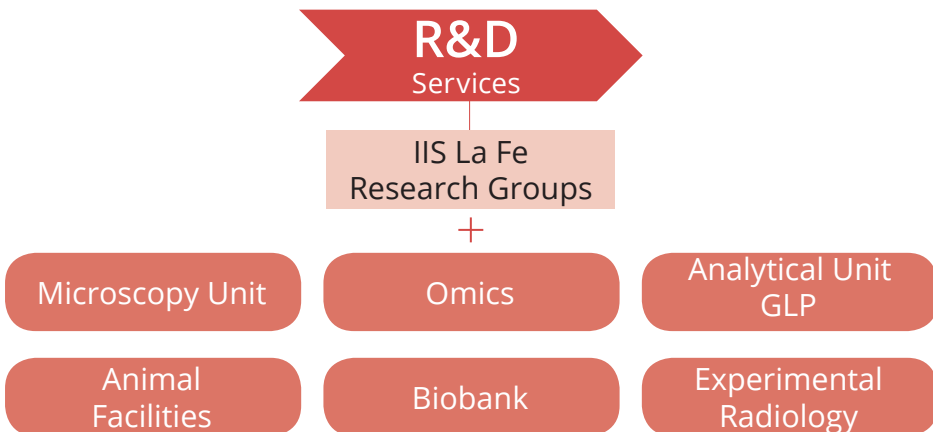 R&D
Services
IIS La Fe
Research Groups
+
Microscopy Unit
Omics
Analytical Unit
GLP
Animal
Facilities
Biobank
Experimental
Radiology